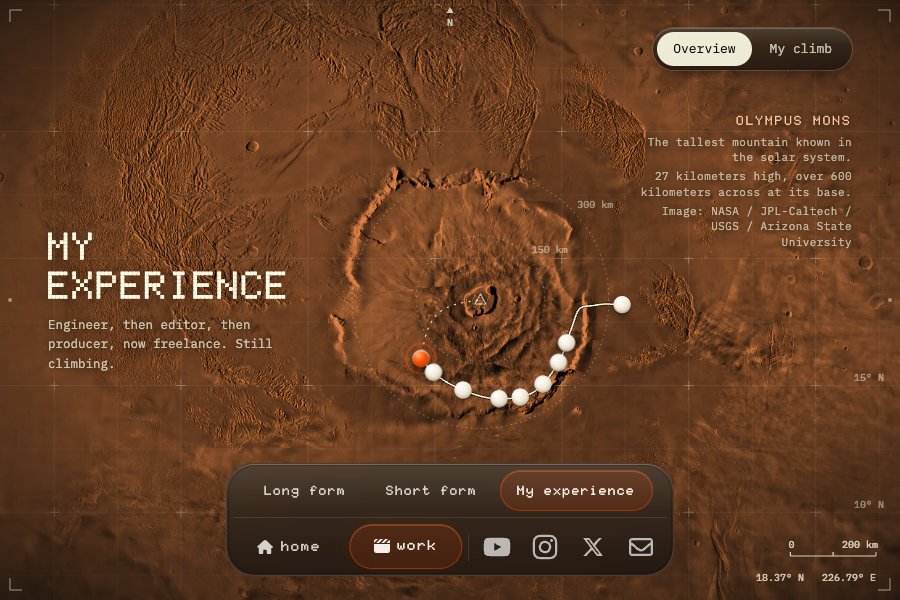 N
Overview
My climb
OLYMPUS MONS
The tallest mountain known in
the solar system.
27 kilometers high, over 600
kilometers across at its base.
Image: NASA / JPL-Caltech /
USGS / Arizona State
University
300 km
150 km
MY
EXPERIENCE
Engineer, then editor, then
producer, now freelance. Still
climbing.
15° N
10° N
Long form
Short form
My experience
home
work
0
200 km
18.37° N
226.79° E